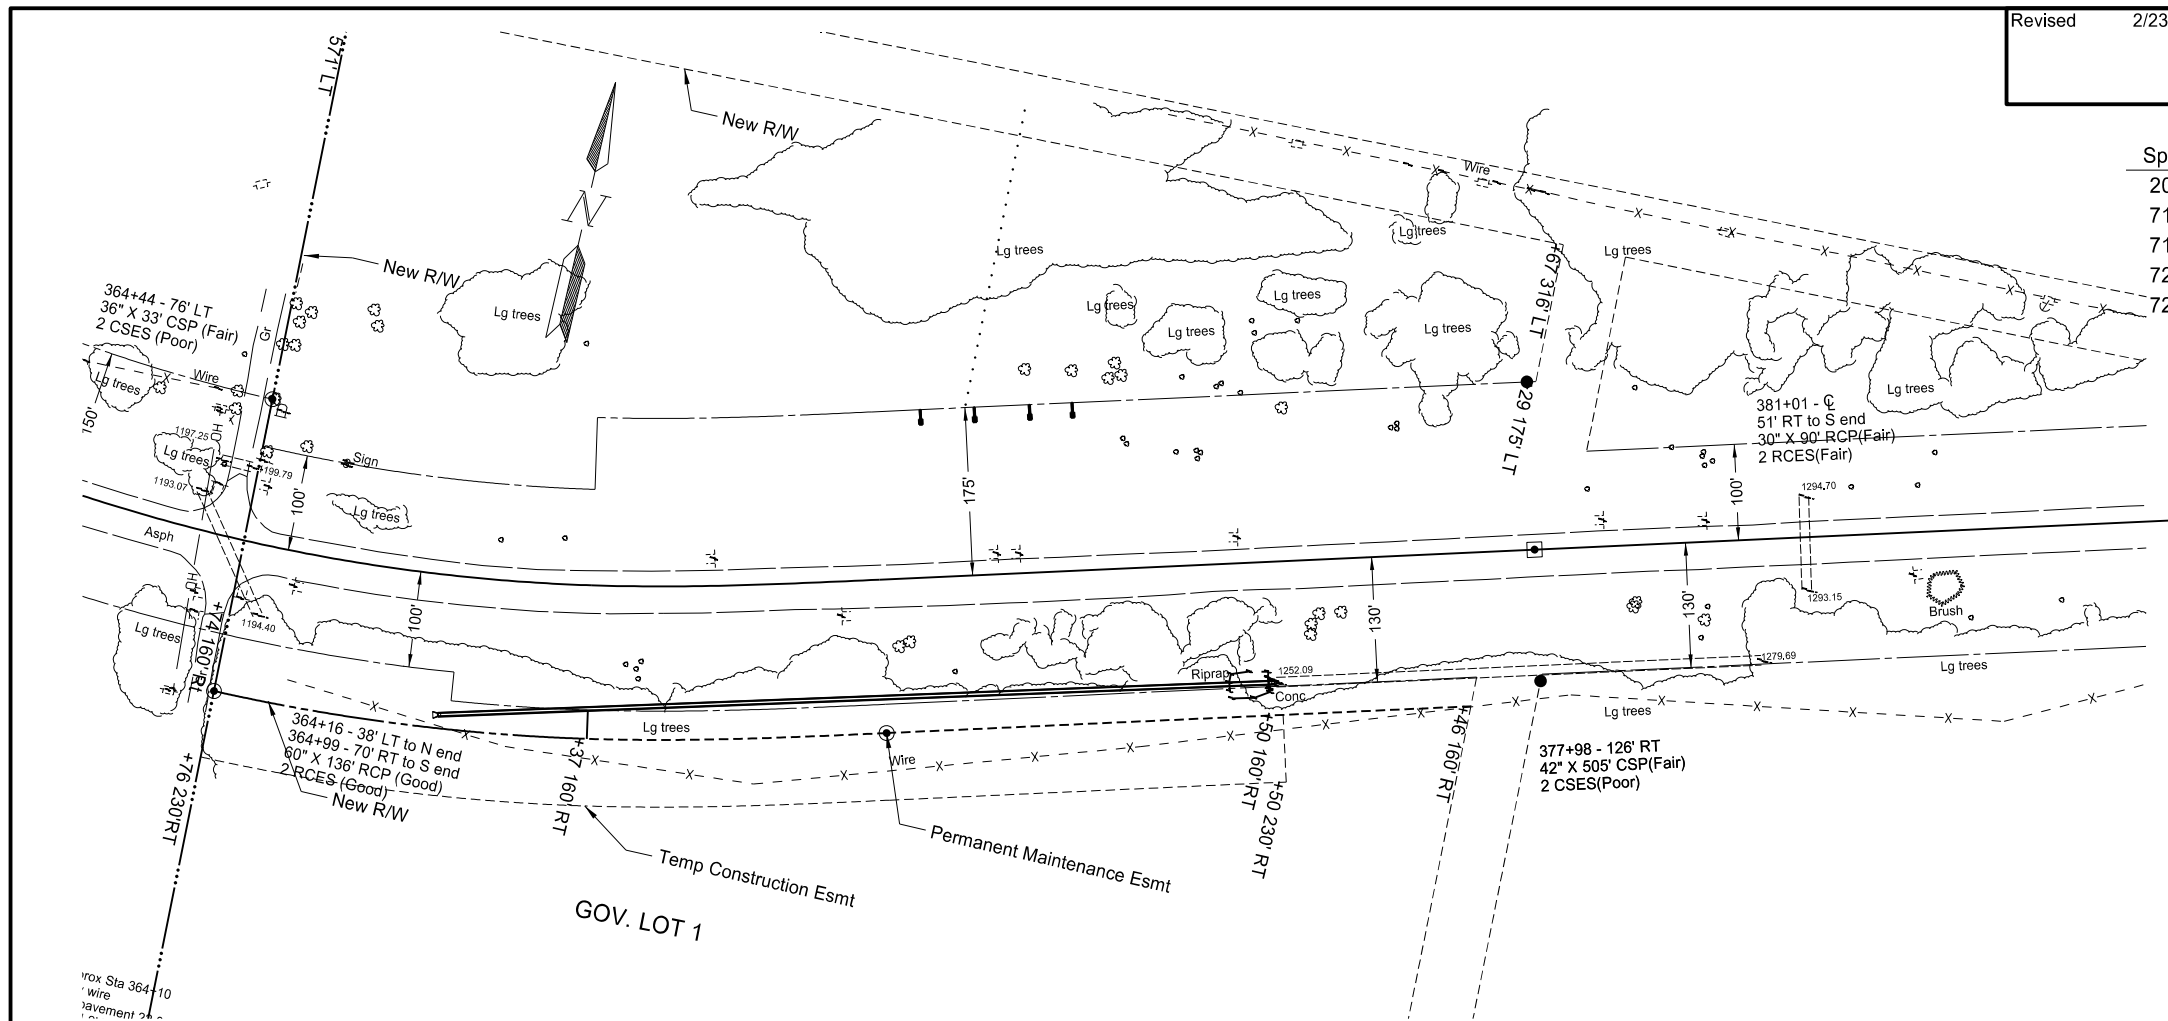 Revised 2/23
571' LT
New R/W
Wire
Lg trees
Lg trees
Lg trees
New R/W
364+44 - 76' LT
36" X 33' CSP (Fair)
2 CSES (Poor)
Gr
Lg trees
N
Lg trees
Lg trees
Lg trees
Lg trees
+67 316' LT
Wire
Lg trees
150'
1197.25
Lg trees
1199.79
Sign
1193.07
100'
Lg trees
175'
+29 175' LT
381+01 - ℄
51' RT to S end
30" X 90' RCP(Fair)
2 RCES(Fair)
Lg trees
100'
1294.70
Asph
100'
130'
130'
1293.15
Brush
1194.40
Lg trees
+74 160' Rt
Riprap
1252.09
Conc
1279.69
Lg trees
Lg trees
Lg trees
364+16 - 38' LT to N end
364+99 - 70' RT to S end
60" X 136' RCP (Good)
2 RCES (Good)
New R/W
+76 230' RT
+37 160' RT
Wire
+50 160' RT
+50 230' RT
+46 160' RT
377+98 - 126' RT
42" X 505' CSP(Fair)
2 CSES(Poor)
Permanent Maintenance Esmt
Temp Construction Esmt
GOV. LOT 1
Sta 364+10
wire
Sp
20
71
71
72
72